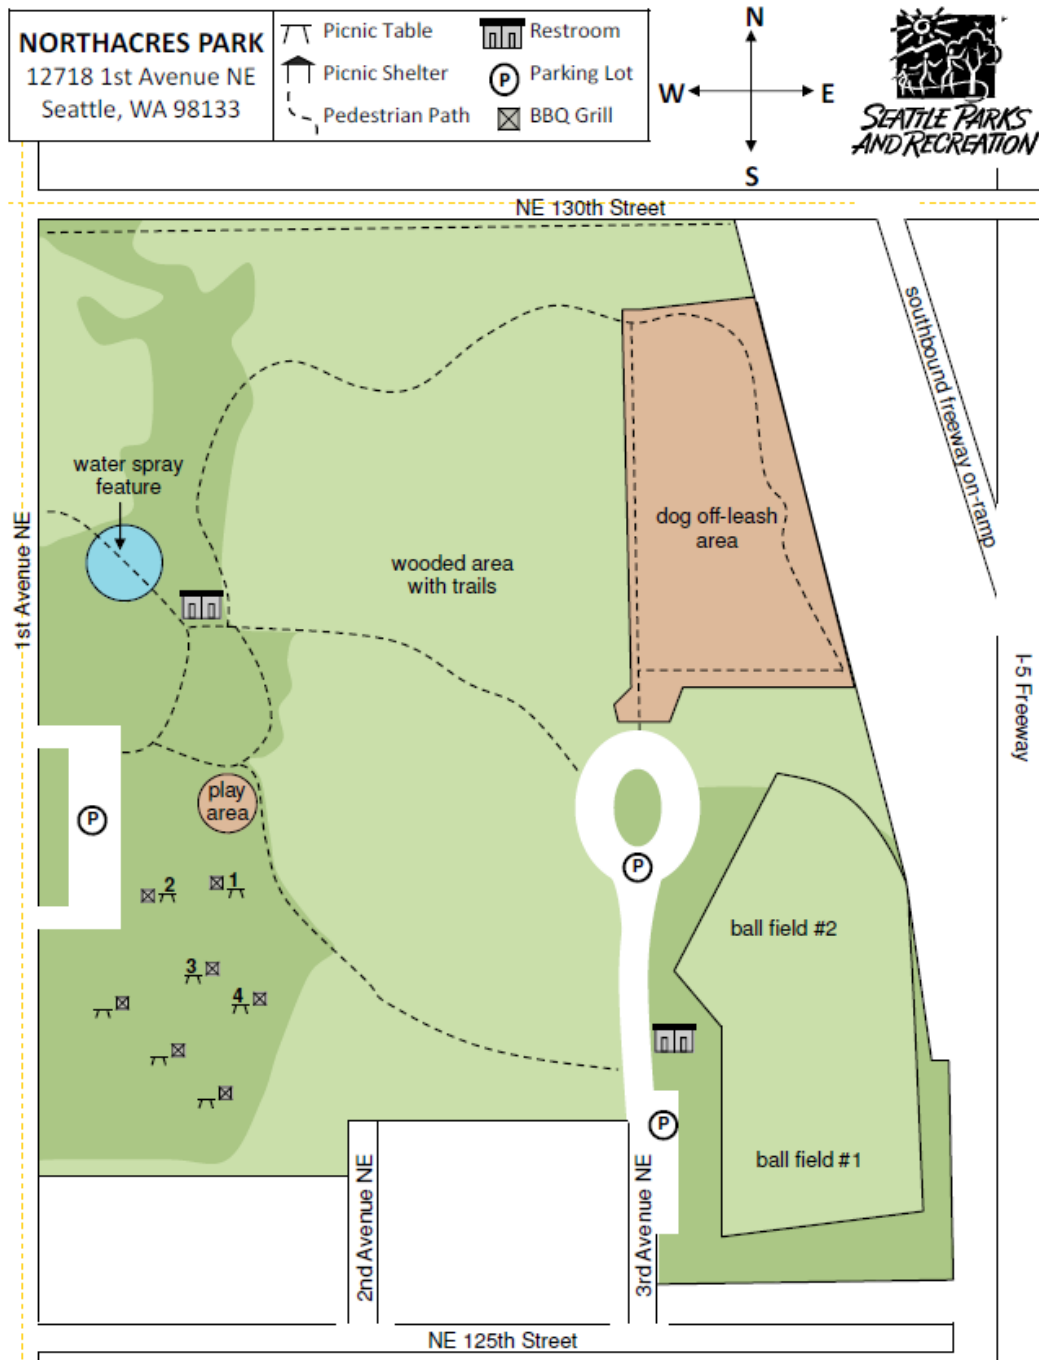 NORTHACRES PARK
12718 1st Avenue NE
Seattle, WA 98133
Picnic Table
Picnic Shelter
Pedestrian Path
Restroom
P Parking Lot
BBQ Grill
N
W E
S
SEATTLE PARKS
AND RECREATION
NE 130th Street
southbound freeway on-ramp
water spray
feature
1st Avenue NE
dog off-leash
area
wooded area
with trails
I-5 Freeway
play
area
P
P
2
1
3
4
ball field #2
P
ball field #1
2nd Avenue NE
3rd Avenue NE
NE 125th Street